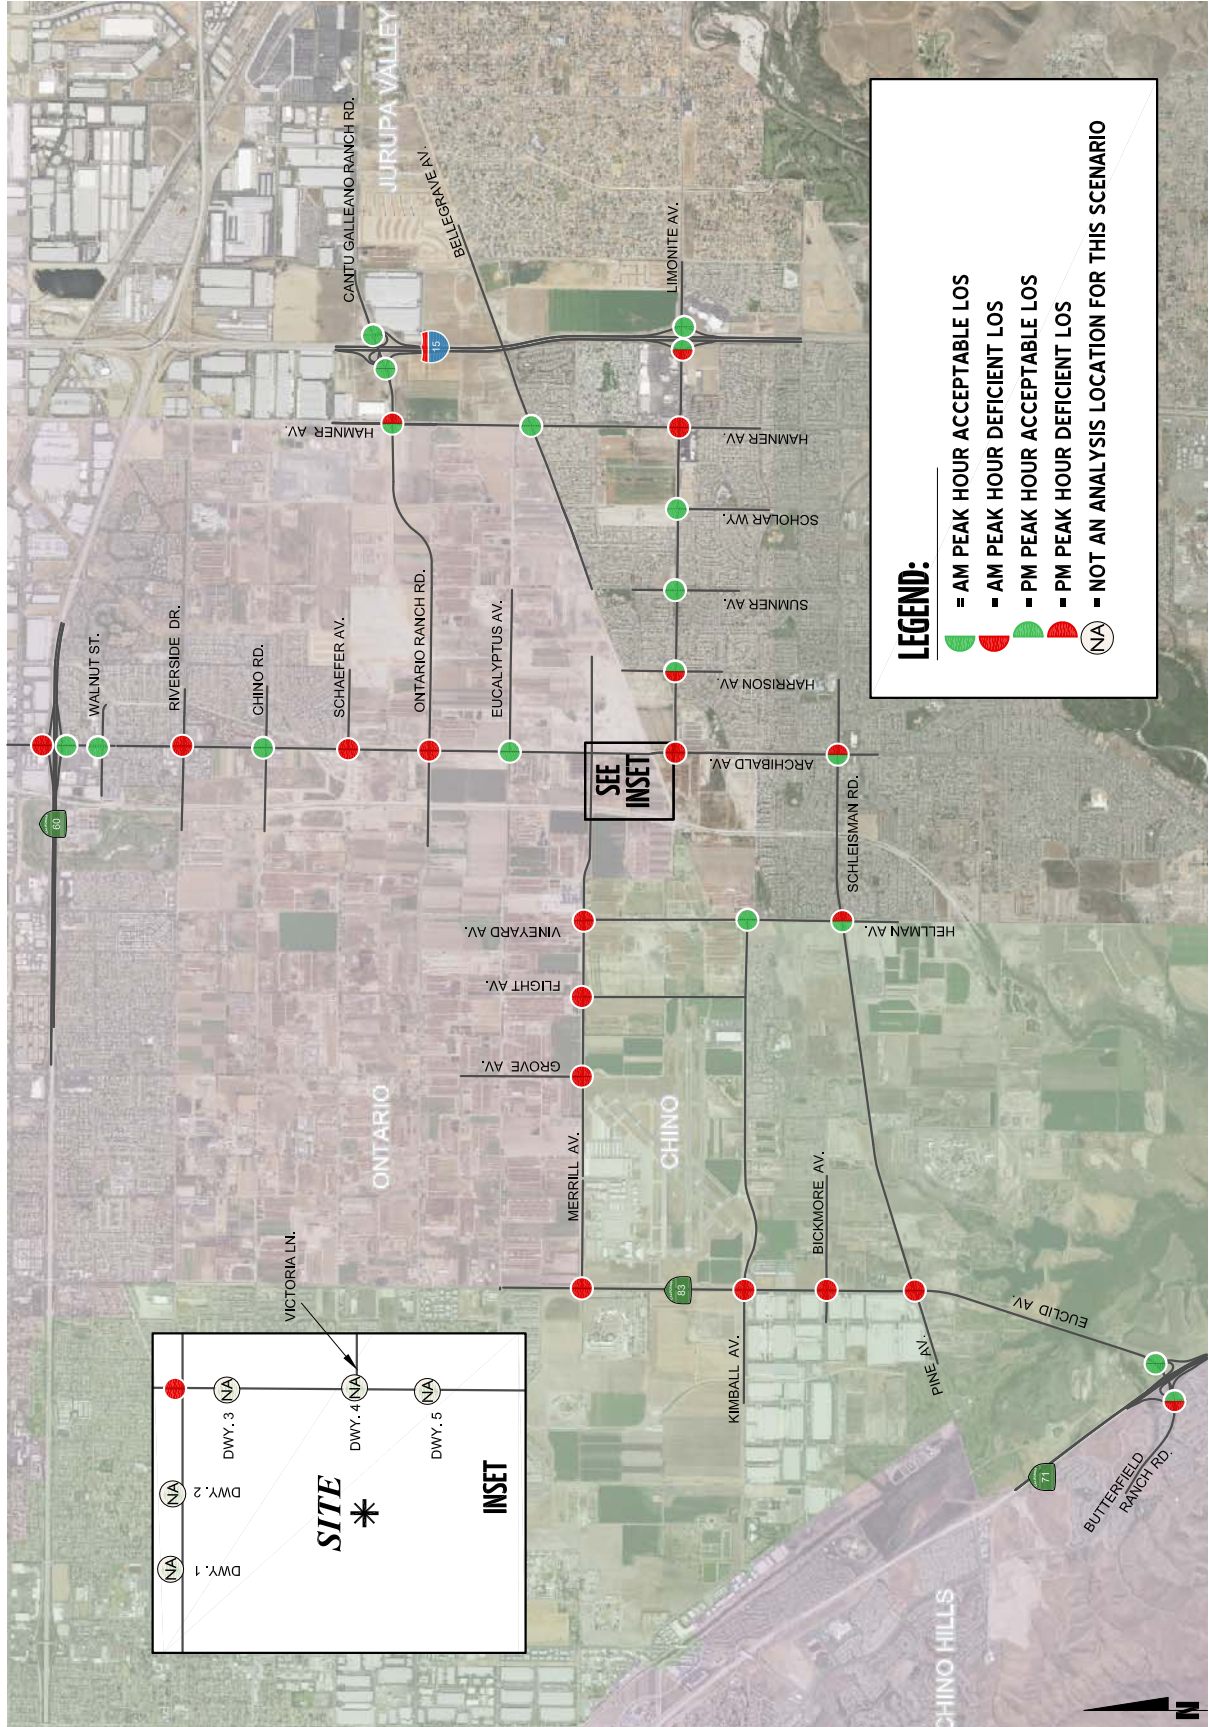 JURUPA VALLEY
CANTU GALLEANO RANCH RD.
BELLEGRAVE AV.
LIMONITE AV.
15
HAMNER AV.
HAMNER AV.
SCHOLAR WY.
SUMNER AV.
HARRISON AV.
ARCHIBALD AV.
WALNUT ST.
RIVERSIDE DR.
CHINO RD.
SCHAEFER AV.
ONTARIO RANCH RD.
EUCALYPTUS AV.
60
SEE
INSET
SCHLEISMAN RD.
HELLMAN AV.
VINEYARD AV.
FLIGHT AV.
GROVE AV.
MERRILL AV.
ONTARIO
CHINO
BICKMORE AV.
KIMBALL AV.
PINE AV.
EUCLID AV.
83
71
BUTTERFIELD
RANCH RD.
CHINO HILLS
VICTORIA LN.
NA
DWY. 1
NA
DWY. 2
NA
DWY. 3
NA
DWY. 4
NA
DWY. 5
SITE
INSET
LEGEND:
= AM PEAK HOUR ACCEPTABLE LOS
= AM PEAK HOUR DEFICIENT LOS
= PM PEAK HOUR ACCEPTABLE LOS
= PM PEAK HOUR DEFICIENT LOS
NA = NOT AN ANALYSIS LOCATION FOR THIS SCENARIO
N